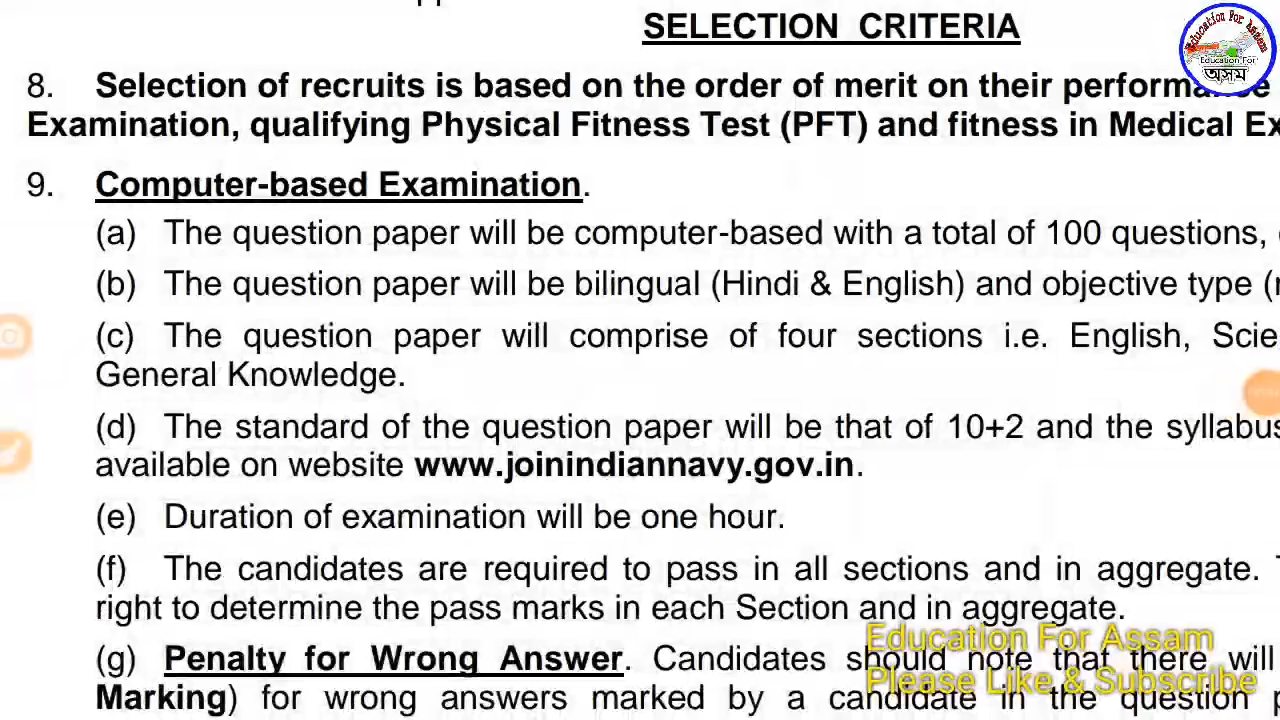 SELECTION CRITERIA
8. Selection of recruits is based on the order of merit on their
Examination, qualifying Physical Fitness Test (PFT) and fitness in Medical
9. Computer-based Examination.
(a) The question paper will be computer-based with a total of 100 questions,
(b) The question paper will be bilingual (Hindi & English) and objective type
(c) The question paper will comprise of four sections i.e. English,
General Knowledge.
(d) The standard of the question paper will be that of 10+2 and the syllabus
available on website www.joinindiannavy.gov.in.
(e) Duration of examination will be one hour.
(f) The candidates are required to pass in all sections and in aggregate.
right to determine the pass marks in each Section and in aggregate.
(g) Penalty for Wrong Answer. Candidates should note that there will
Marking) for wrong answers marked by a candidate in the question
Education For Assam
Education For
অসম
Education For Assam
Please Like & Subscribe